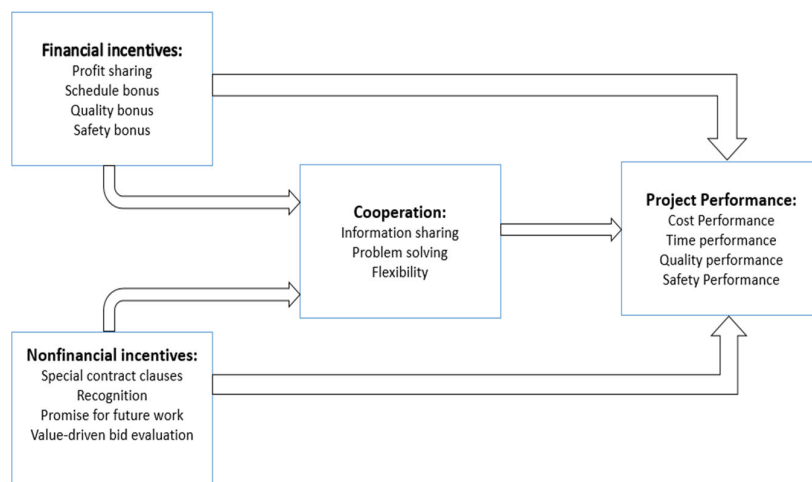 Financial incentives:
Profit sharing
Schedule bonus
Quality bonus
Safety bonus
Cooperation:
Information sharing
Problem solving
Flexibility
Project Performance:
Cost Performance
Time performance
Quality performance
Safety Performance
Nonfinancial incentives:
Special contract clauses
Recognition
Promise for future work
Value-driven bid evaluation